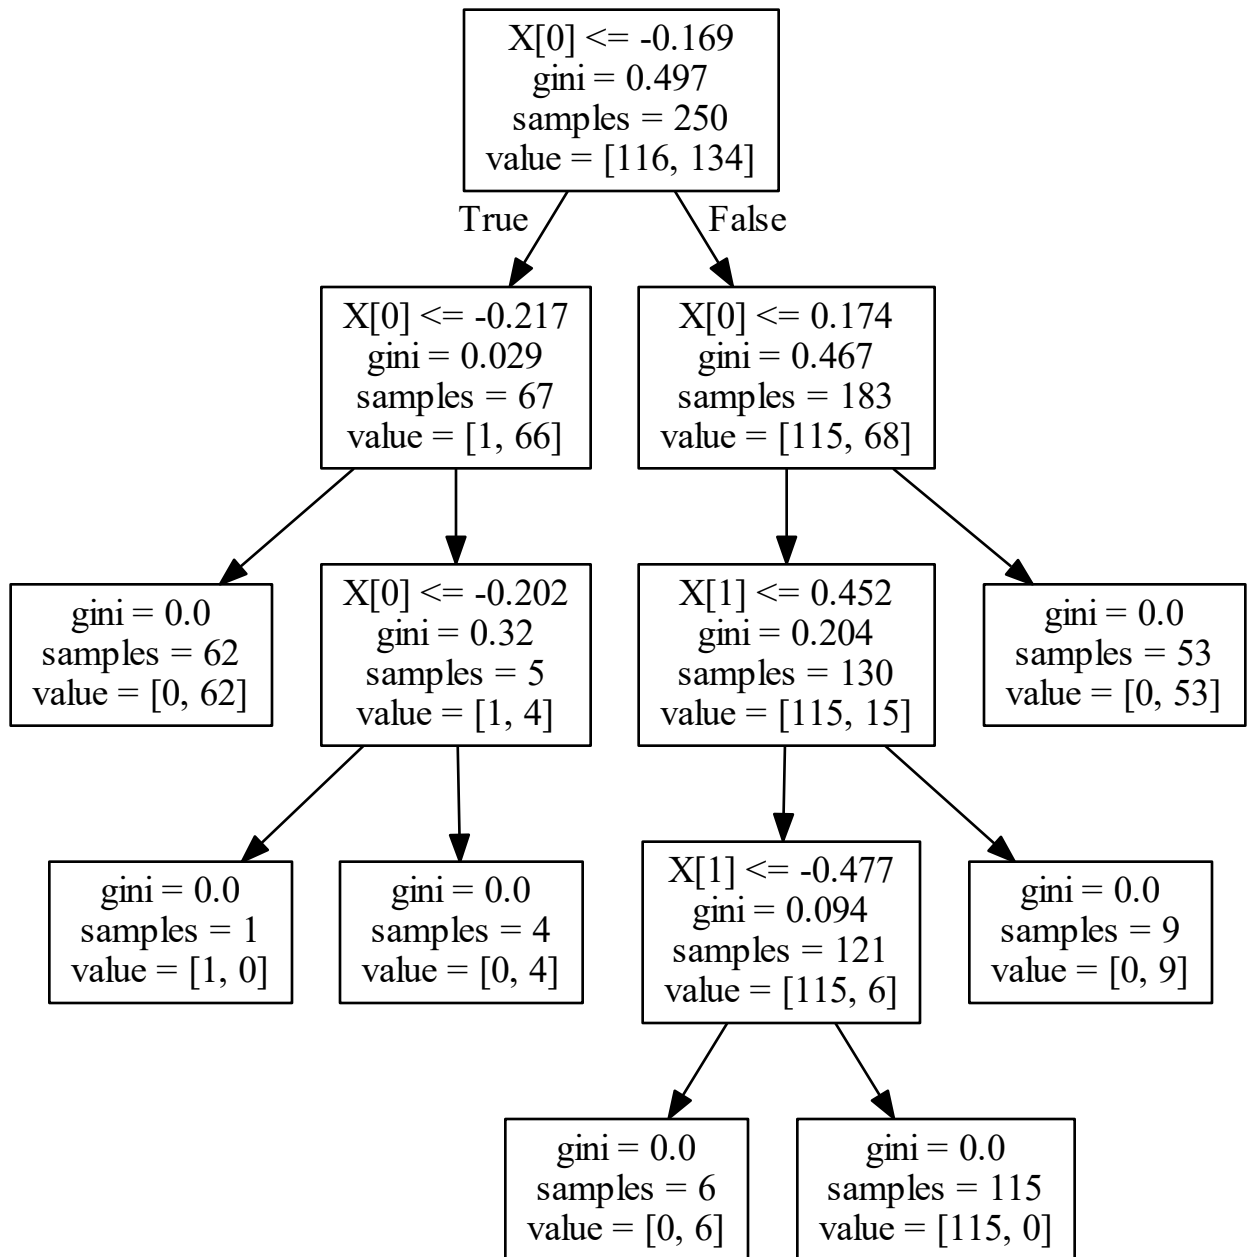 X[0] <= -0.169
gini = 0.497
samples = 250
value = [116, 134]
True
False
X[0] <= -0.217
gini = 0.029
samples = 67
value = [1, 66]
X[0] <= 0.174
gini = 0.467
samples = 183
value = [115, 68]
gini = 0.0
samples = 62
value = [0, 62]
X[0] <= -0.202
gini = 0.32
samples = 5
value = [1, 4]
X[1] <= 0.452
gini = 0.204
samples = 130
value = [115, 15]
gini = 0.0
samples = 53
value = [0, 53]
gini = 0.0
samples = 1
value = [1, 0]
gini = 0.0
samples = 4
value = [0, 4]
X[1] <= -0.477
gini = 0.094
samples = 121
value = [115, 6]
gini = 0.0
samples = 9
value = [0, 9]
gini = 0.0
samples = 6
value = [0, 6]
gini = 0.0
samples = 115
value = [115, 0]